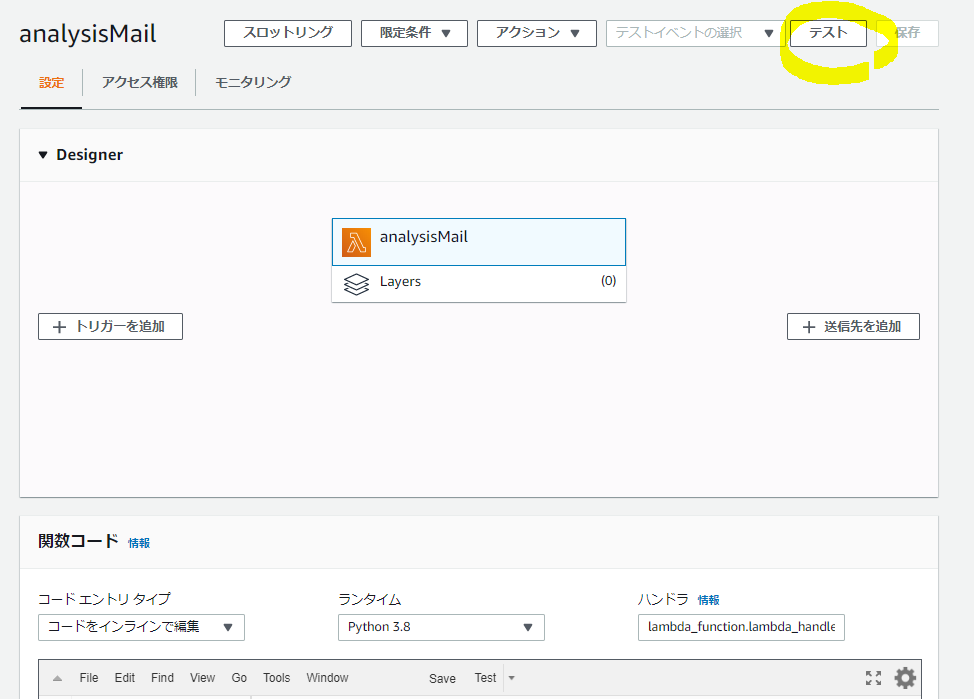 analysisMail スロットリング 限定条件 アクション テストイベントの選択 テスト 保存
設定 アクセス権限 モニタリング
Designer
analysisMail
Layers (0)
トリガーを追加 送信先を追加
関数コード 情報
コード エントリ タイプ ランタイム ハンドラ 情報
コードをインラインで編集 Python 3.8 lambda_function.lambda_handle
File Edit Find View Go Tools Window Save Test